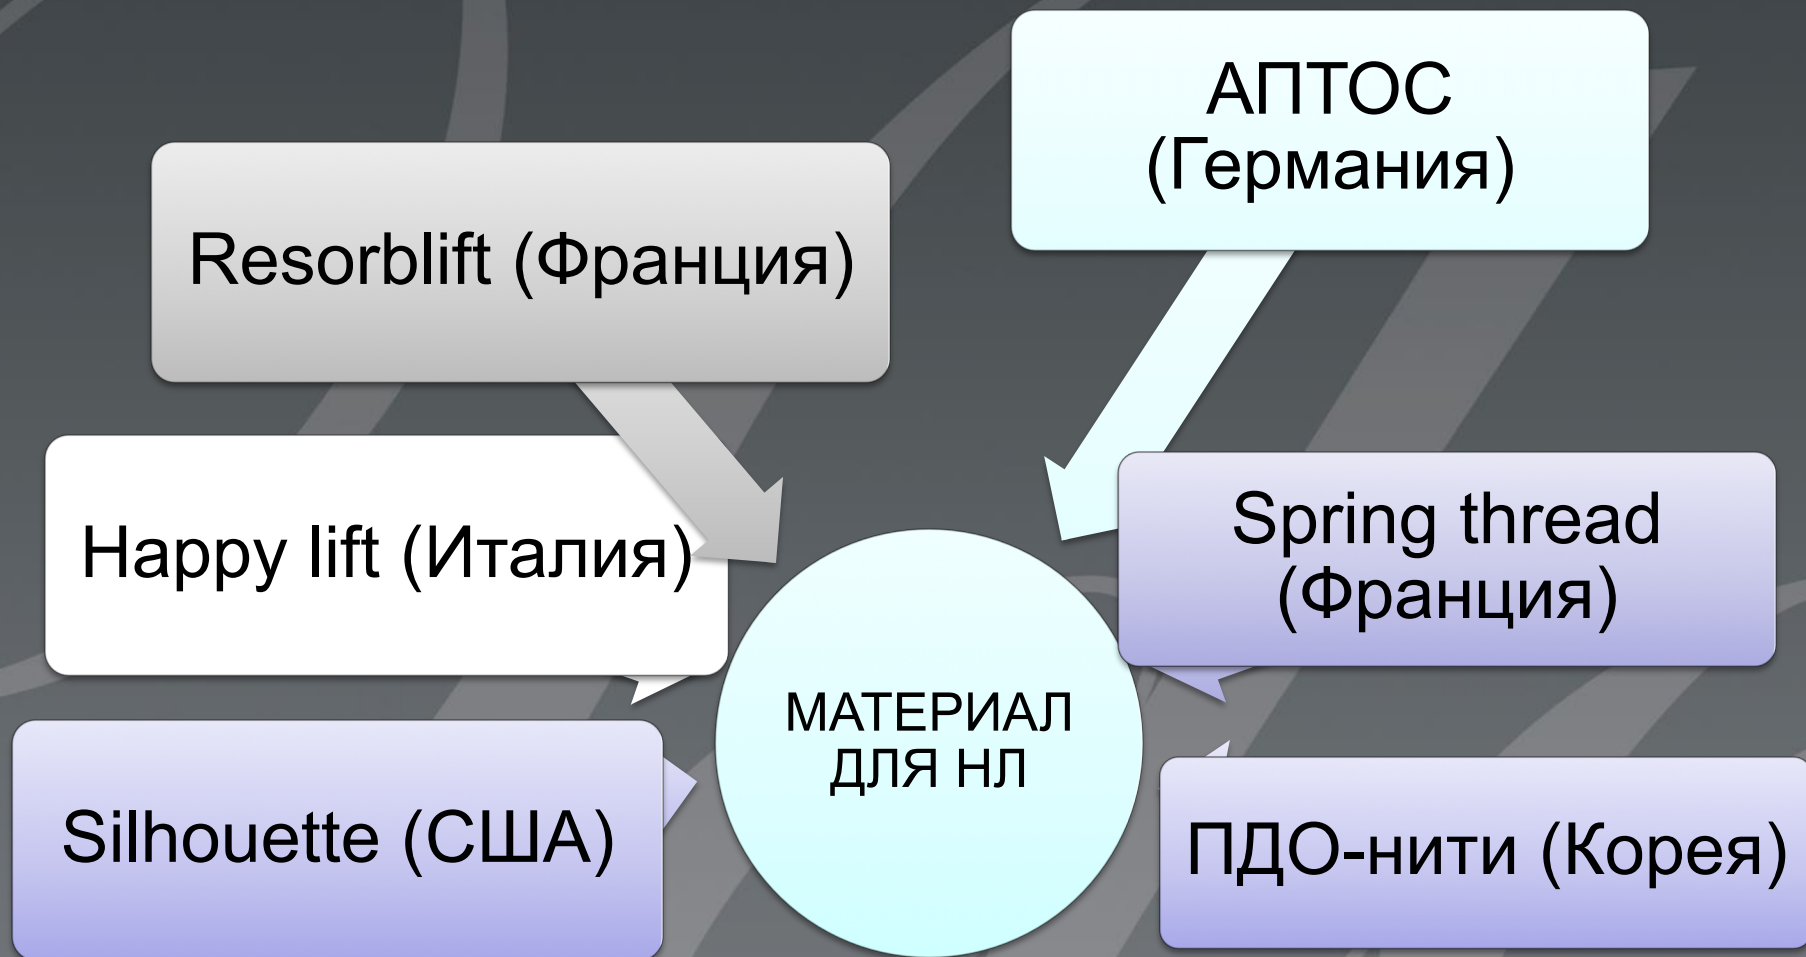 АПТОС
(Германия)
Resorblift (Франция)
Happy lift (Италия)
Spring thread
(Франция)
МАТЕРИАЛ
ДЛЯ НЛ
Silhouette (США)
ПДО-нити (Корея)